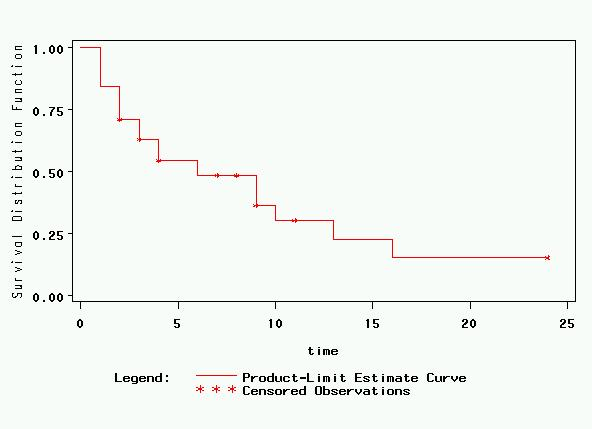 Survival Distribution Function
1.00
0.75
0.50
0.25
0.00
0 5 10 15 20 25
time
Legend: Product-Limit Estimate Curve
* * * Censored Observations